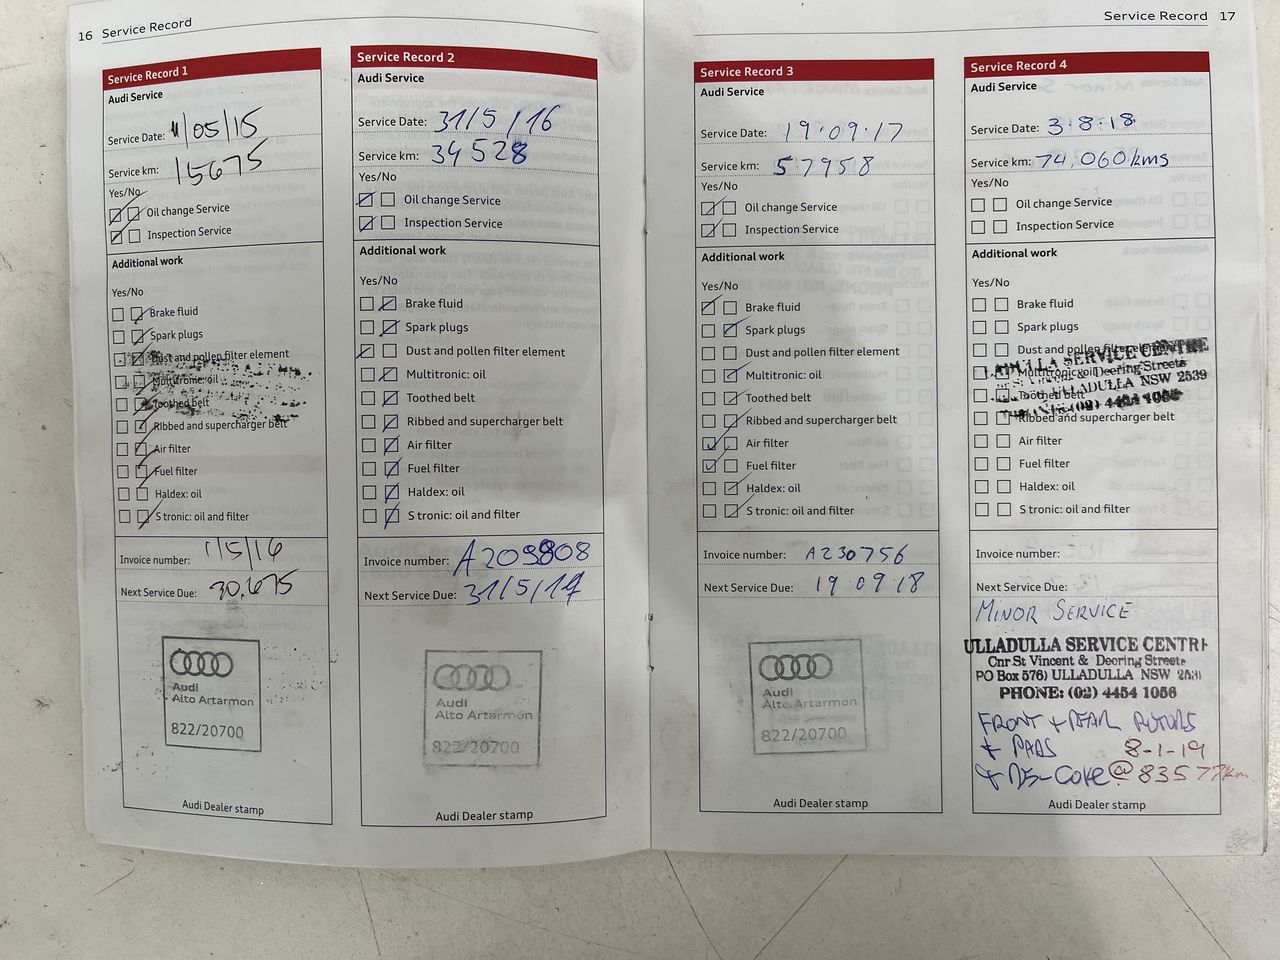 16 Service Record
Service Record 1
Audi Service
Service Date: 11/05/15
Service km: 15675
Yes/No
Oil change Service
Inspection Service
Additional work
Yes/No
Brake fluid
Spark plugs
Dust and pollen filter element
Multitronic: oil
Toothed belt
Ribbed and supercharger belt
Air filter
Fuel filter
Haldex: oil
S tronic: oil and filter
Invoice number: 1/5/16
Next Service Due: 30,675
Audi
Alto Artarmon
822/20700
Audi Dealer stamp
Service Record 2
Audi Service
Service Date: 31/5/16
Service km: 34528
Yes/No
Oil change Service
Inspection Service
Additional work
Yes/No
Brake fluid
Spark plugs
Dust and pollen filter element
Multitronic: oil
Toothed belt
Ribbed and supercharger belt
Air filter
Fuel filter
Haldex: oil
S tronic: oil and filter
Invoice number: A209808
Next Service Due: 31/5/17
Audi
Alto Artarmon
822/20700
Audi Dealer stamp
Service Record 17
Service Record 3
Audi Service
Service Date: 19.09.17
Service km: 57958
Yes/No
Oil change Service
Inspection Service
Additional work
Yes/No
Brake fluid
Spark plugs
Dust and pollen filter element
Multitronic: oil
Toothed belt
Ribbed and supercharger belt
Air filter
Fuel filter
Haldex: oil
S tronic: oil and filter
Invoice number: A230756
Next Service Due: 19.09.18
Audi
Alto Artarmon
822/20700
Audi Dealer stamp
Service Record 4
Audi Service
Service Date: 3.8.18
Service km: 74,060 kms
Yes/No
Oil change Service
Inspection Service
Additional work
Yes/No
Brake fluid
Spark plugs
Dust and pollen filter element
ULLADULLA SERVICE CENTRE
Multitronic: oil
& Deering Streets
ULLADULLA NSW 2539
Toothed belt
(02) 4454 1056
Ribbed and supercharger belt
Air filter
Fuel filter
Haldex: oil
S tronic: oil and filter
Invoice number:
Next Service Due:
MINOR SERVICE
ULLADULLA SERVICE CENTRE
Cnr St Vincent & Deering Streets
PO Box 576) ULLADULLA NSW 2539
PHONE: (02) 4454 1056
FRONT + REAR ROTORS
+ PADS 8-1-19
@ 83577km
Audi Dealer stamp